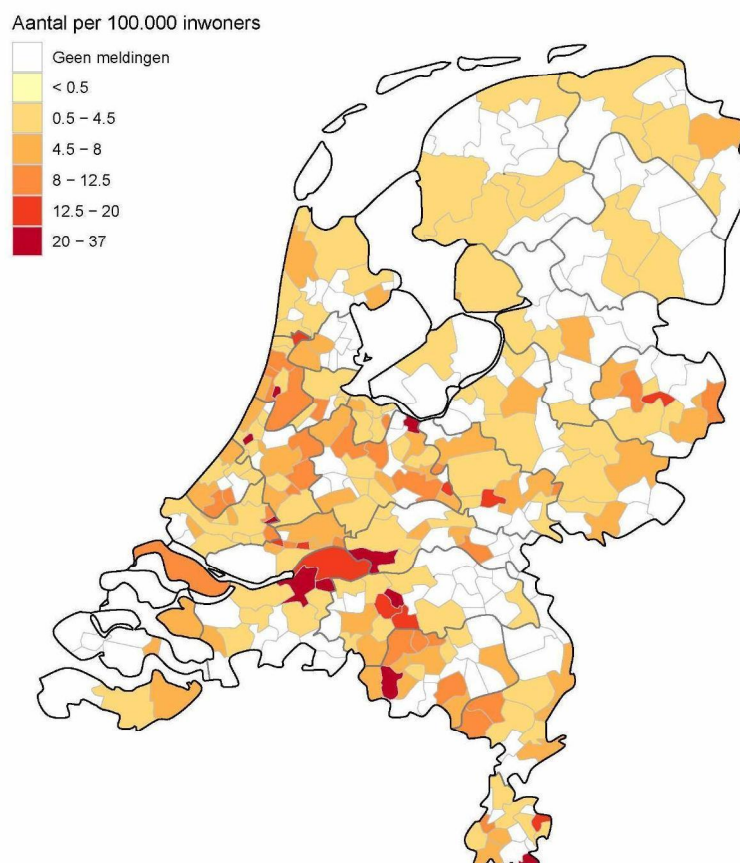 Aantal per 100.000 inwoners
Geen meldingen
< 0.5
0.5 – 4.5
4.5 – 8
8 – 12.5
12.5 – 20
20 – 37